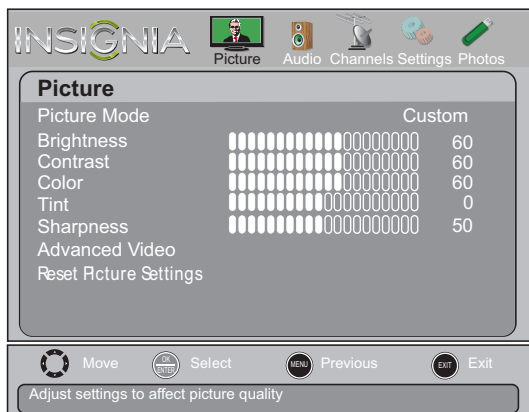 INSIGNIA
Picture Audio Channels Settings Photos
Picture
Picture Mode Custom
Brightness 60
Contrast 60
Color 60
Tint 0
Sharpness 50
Advanced Video
Reset Picture Settings
Move OK ENTER Select MENU Previous EXIT Exit
Adjust settings to affect picture quality